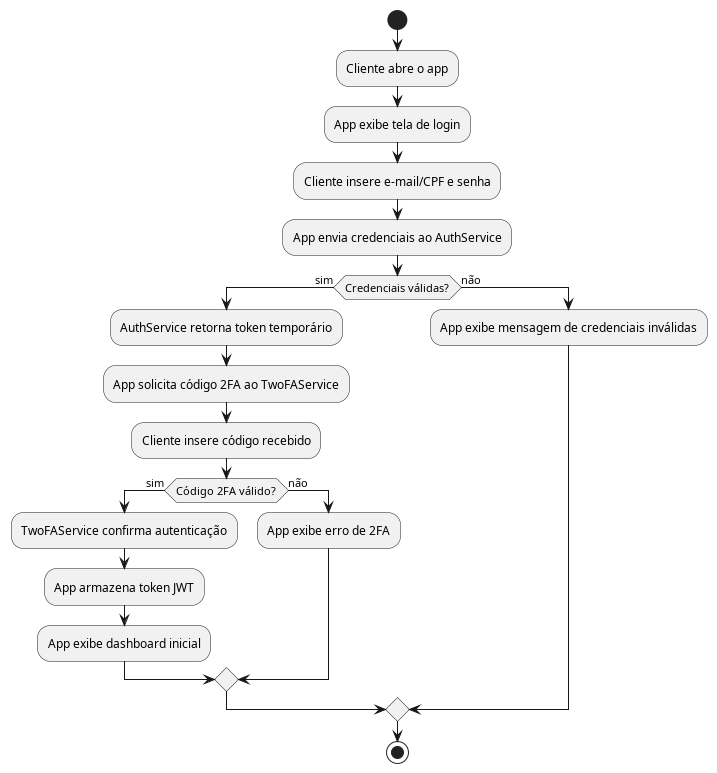 Cliente abre o app
App exibe tela de login
Cliente insere e-mail/CPF e senha
App envia credenciais ao AuthService
sim
Credenciais válidas?
não
AuthService retorna token temporário
App exibe mensagem de credenciais inválidas
App solicita código 2FA ao TwoFAService
Cliente insere código recebido
sim
Código 2FA válido?
não
TwoFAService confirma autenticação
App exibe erro de 2FA
App armazena token JWT
App exibe dashboard inicial